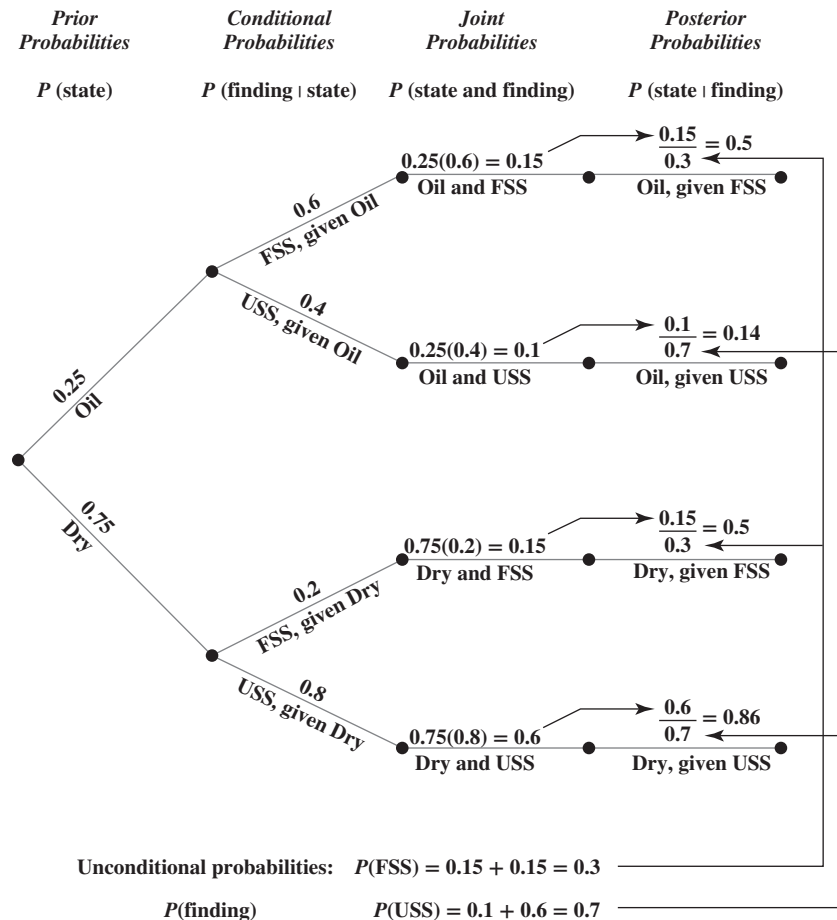 Prior Probabilities
Conditional Probabilities
Joint Probabilities
Posterior Probabilities
P (state)
P (finding | state)
P (state and finding)
P (state | finding)
0.25
Oil
0.75
Dry
0.6
FSS, given Oil
0.4
USS, given Oil
0.2
FSS, given Dry
0.8
USS, given Dry
0.25(0.6) = 0.15
Oil and FSS
0.15/0.3 = 0.5
Oil, given FSS
0.25(0.4) = 0.1
Oil and USS
0.1/0.7 = 0.14
Oil, given USS
0.75(0.2) = 0.15
Dry and FSS
0.15/0.3 = 0.5
Dry, given FSS
0.75(0.8) = 0.6
Dry and USS
0.6/0.7 = 0.86
Dry, given USS
Unconditional probabilities: P(FSS) = 0.15 + 0.15 = 0.3
P(finding) P(USS) = 0.1 + 0.6 = 0.7